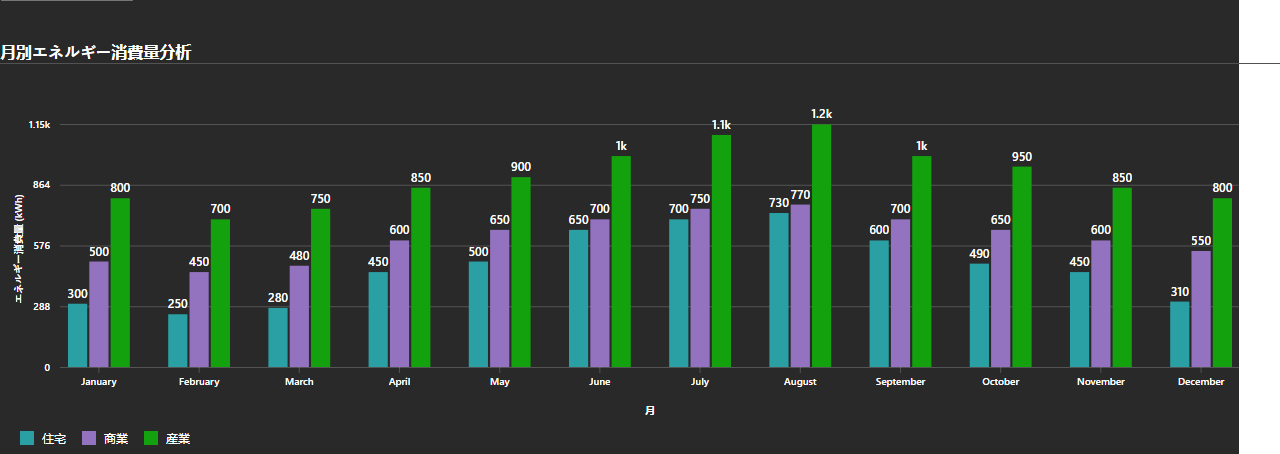 月別エネルギー消費量分析
エネルギー消費量 (kWh)
1.15k
864
576
288
0
300 500 800
250 450 700
280 480 750
450 600 850
500 650 900
650 700 1k
700 750 1.1k
730 770 1.2k
600 700 1k
490 650 950
450 600 850
310 550 800
January February March April May June July August September October November December
月
住宅 商業 産業